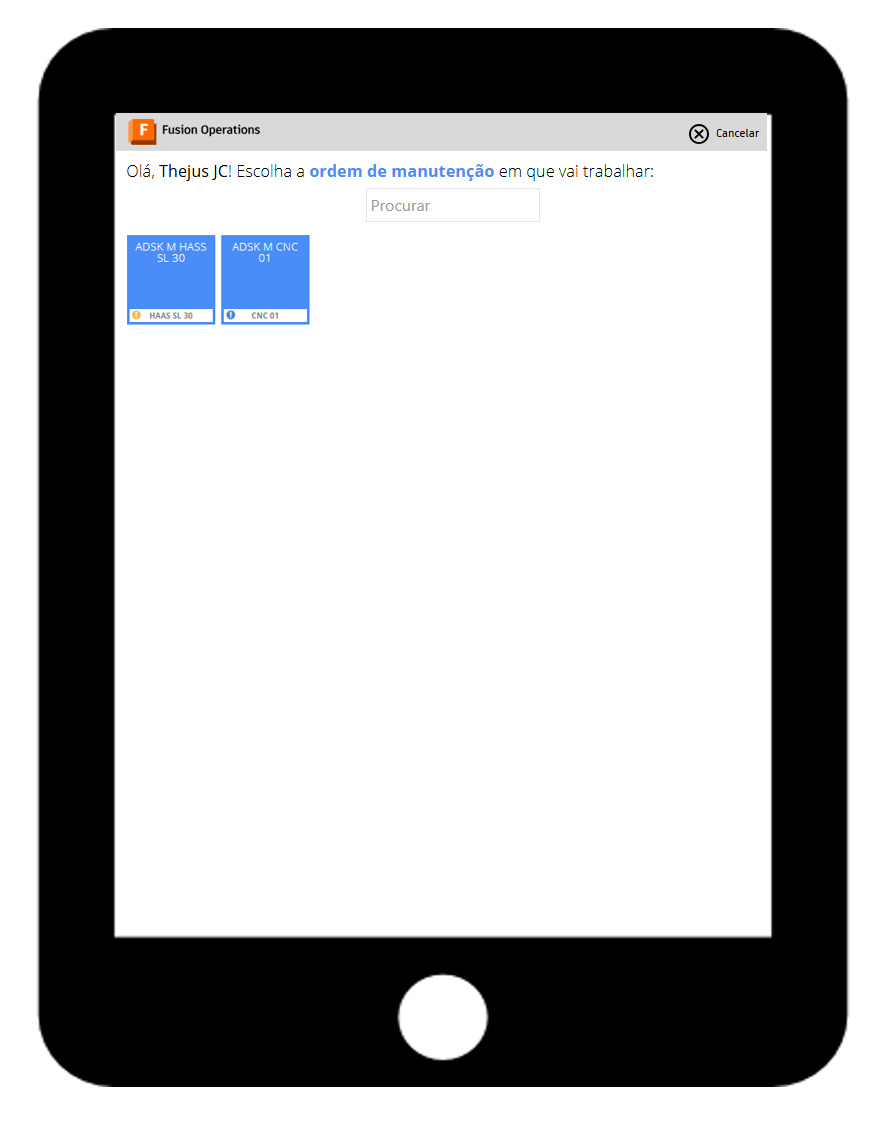 F Fusion Operations
Cancelar
Olá, Thejus JC! Escolha a ordem de manutenção em que vai trabalhar:
Procurar
ADSK M HASS
SL 30
HAAS SL 30
ADSK M CNC
01
CNC 01